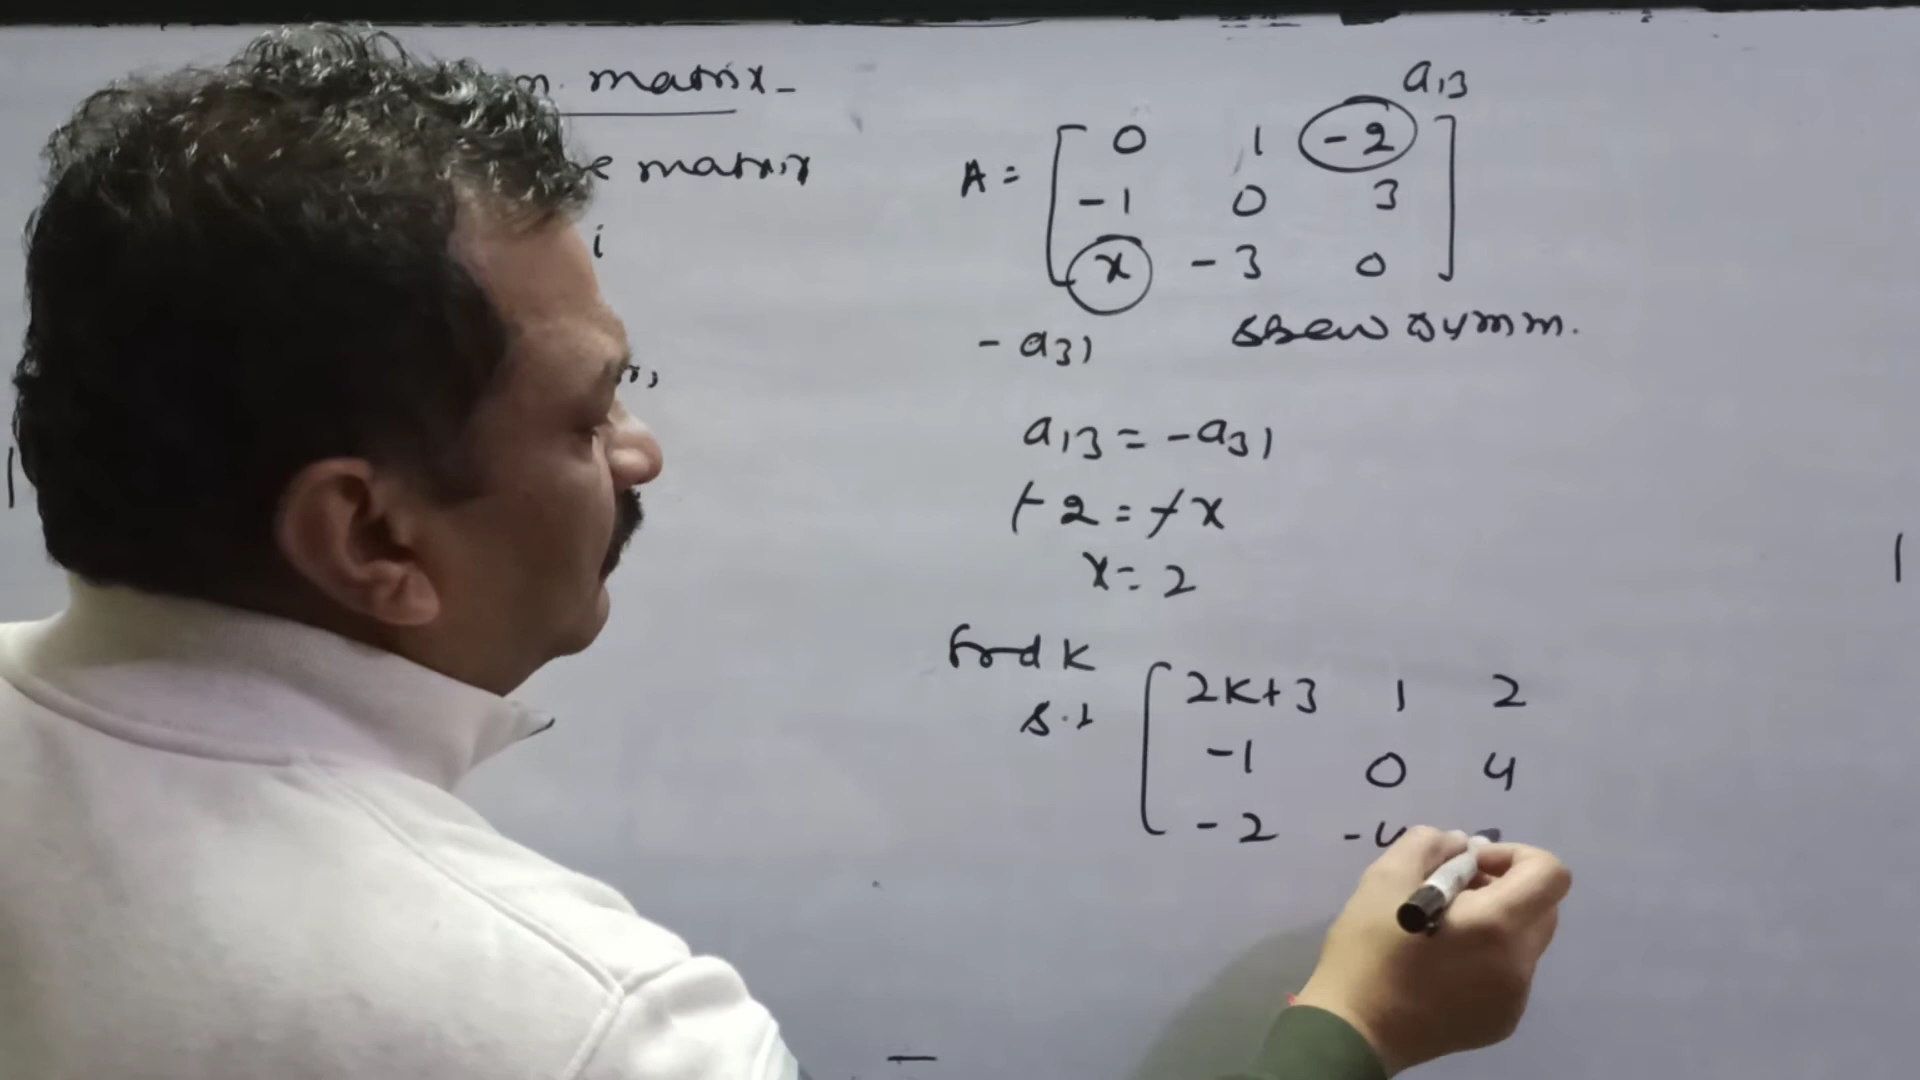 matrix-
matrix
i
a13
A = [ 0 1 -2
-1 0 3
x -3 0 ]
-a31
skew symm.
a13 = -a31
-2 = -x
x = 2
Find K
s.t [ 2K+3 1 2
-1 0 4
-2 -4